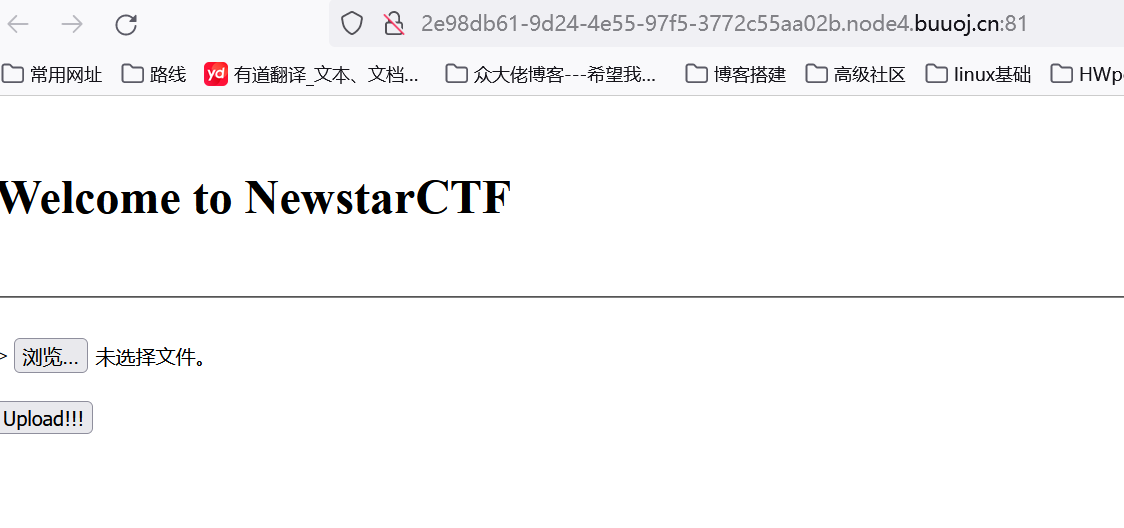 2e98db61-9d24-4e55-97f5-3772c55aa02b.node4.buuoj.cn:81
常用网址 路线 yd 有道翻译_文本、文档... 众大佬博客---希望我... 博客搭建 高级社区 linux基础 HWp
Welcome to NewstarCTF
> 浏览... 未选择文件。
Upload!!!